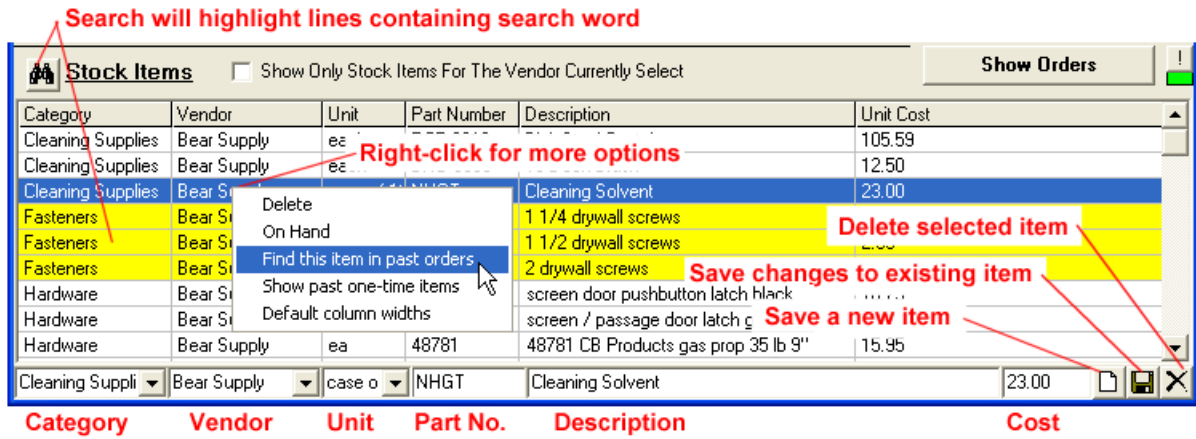 Search will highlight lines containing search word
Stock Items Show Only Stock Items For The Vendor Currently Select Show Orders !
Category Vendor Unit Part Number Description Unit Cost
Cleaning Supplies Bear Supply 105.59
Right-click for more options
Cleaning Supplies Bear Supply 12.50
Cleaning Supplies Bear NHGT Cleaning Solvent 23.00
Delete
Fasteners Bear 1 1/4 drywall screws
Delete selected item
On Hand
Fasteners Bear 1 1/2 drywall screws
Find this item in past orders
Fasteners Bear 2 drywall screws
Save changes to existing item
Show past one-time items
Hardware Bear screen door pushbutton latch black
Default column widths
Hardware Bear screen / passage door latch
Save a new item
Hardware Bear Supply ea 48781 48781 CB Products gas prop 35 lb 9" 15.95
Cleaning Suppli Bear Supply case o NHGT Cleaning Solvent 23.00
Category Vendor Unit Part No. Description Cost